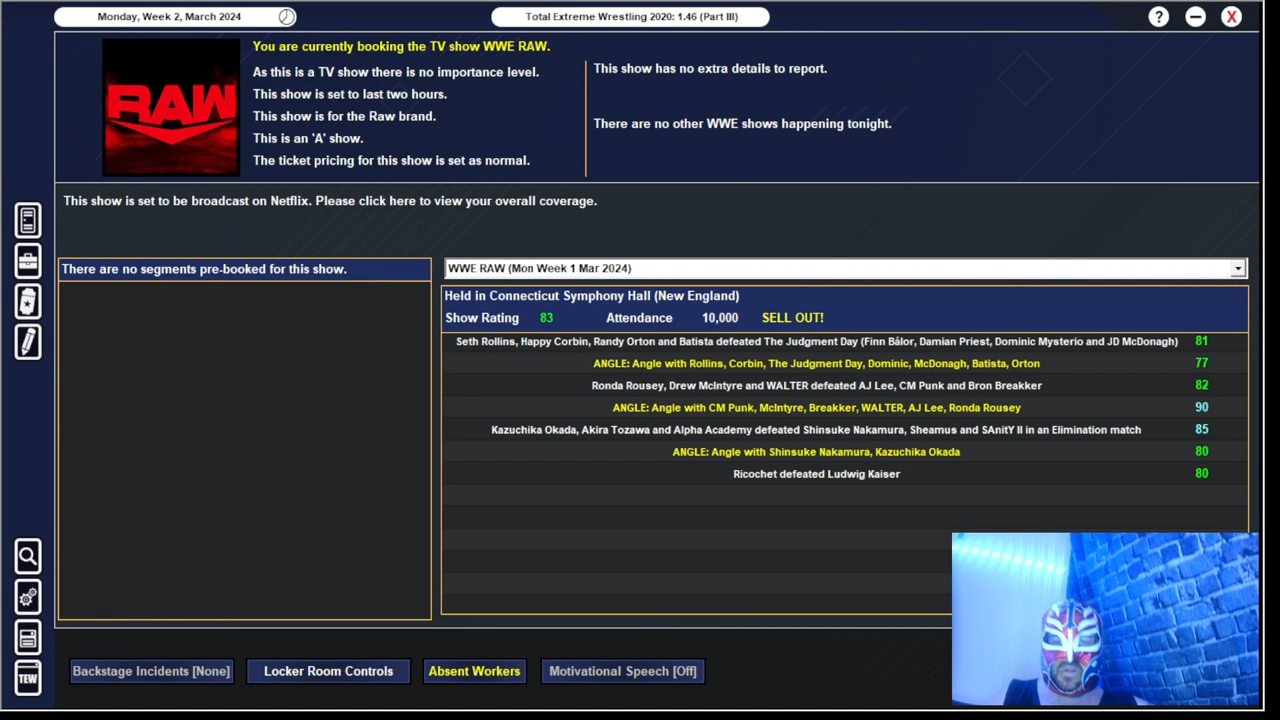 Monday, Week 2, March 2024
Total Extreme Wrestling 2020: 1.46 (Part III)
?
X
RAW
You are currently booking the TV show WWE RAW.
As this is a TV show there is no importance level.
This show is set to last two hours.
This show is for the Raw brand.
This is an 'A' show.
The ticket pricing for this show is set as normal.
This show has no extra details to report.
There are no other WWE shows happening tonight.
This show is set to be broadcast on Netflix. Please click here to view your overall coverage.
There are no segments pre-booked for this show.
WWE RAW (Mon Week 1 Mar 2024)
Held in Connecticut Symphony Hall (New England)
Show Rating 83 Attendance 10,000 SELL OUT!
Seth Rollins, Happy Corbin, Randy Orton and Batista defeated The Judgment Day (Finn Bálor, Damian Priest, Dominic Mysterio and JD McDonagh) 81
ANGLE: Angle with Rollins, Corbin, The Judgment Day, Dominic, McDonagh, Batista, Orton 77
Ronda Rousey, Drew McIntyre and WALTER defeated AJ Lee, CM Punk and Bron Breakker 82
ANGLE: Angle with CM Punk, McIntyre, Breakker, WALTER, AJ Lee, Ronda Rousey 90
Kazuchika Okada, Akira Tozawa and Alpha Academy defeated Shinsuke Nakamura, Sheamus and SAnitY II in an Elimination match 85
ANGLE: Angle with Shinsuke Nakamura, Kazuchika Okada 80
Ricochet defeated Ludwig Kaiser 80
TEW
Backstage Incidents [None]
Locker Room Controls
Absent Workers
Motivational Speech [Off]